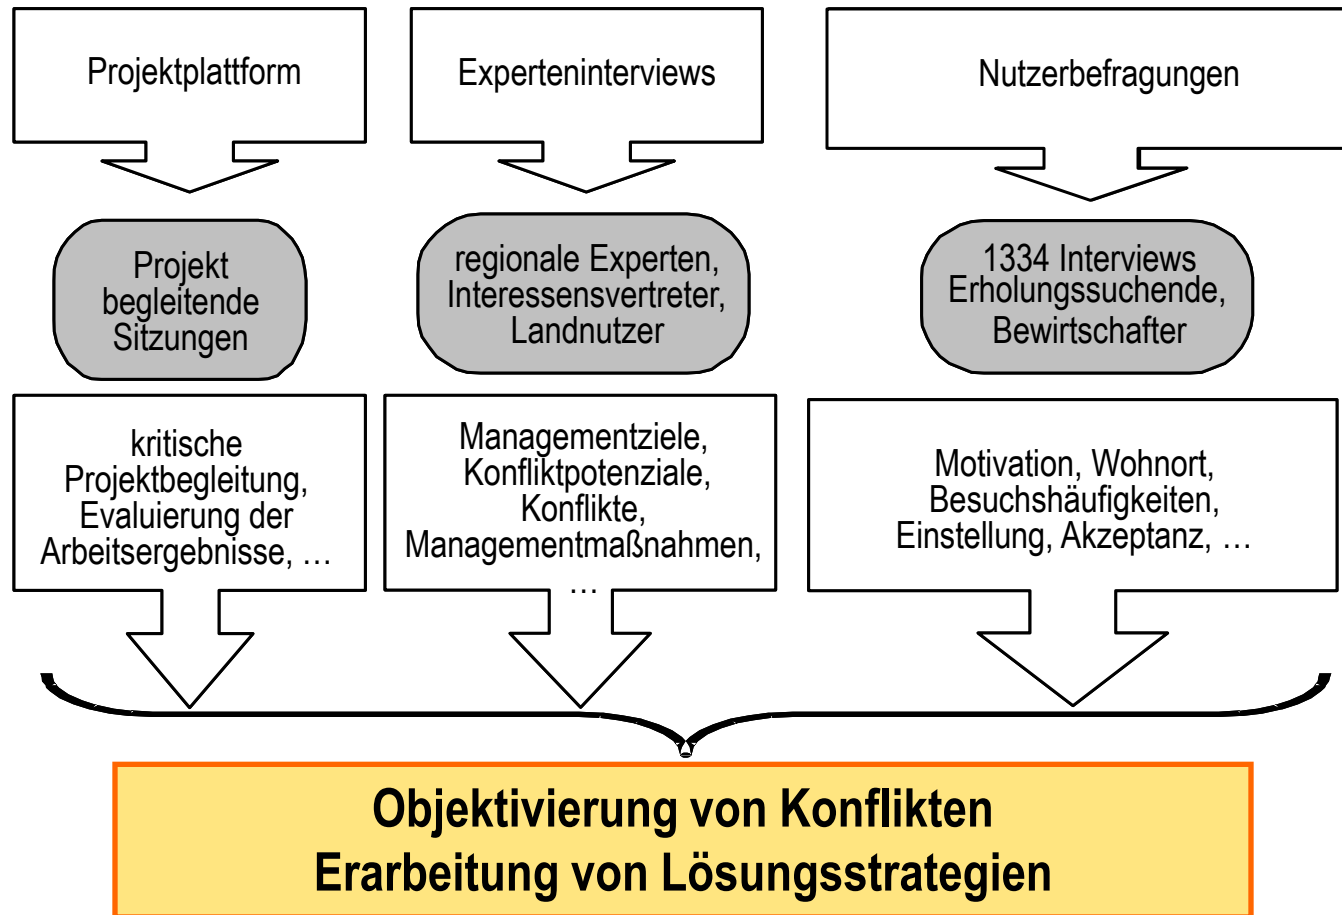 Projektplattform
Experteninterviews
Nutzerbefragungen
Projekt
begleitende
Sitzungen
regionale Experten,
Interessensvertreter,
Landnutzer
1334 Interviews
Erholungssuchende,
Bewirtschafter
kritische
Projektbegleitung,
Evaluierung der
Arbeitsergebnisse, …
Managementziele,
Konfliktpotenziale,
Konflikte,
Managementmaßnahmen,
…
Motivation, Wohnort,
Besuchshäufigkeiten,
Einstellung, Akzeptanz, …
Objektivierung von Konflikten
Erarbeitung von Lösungsstrategien